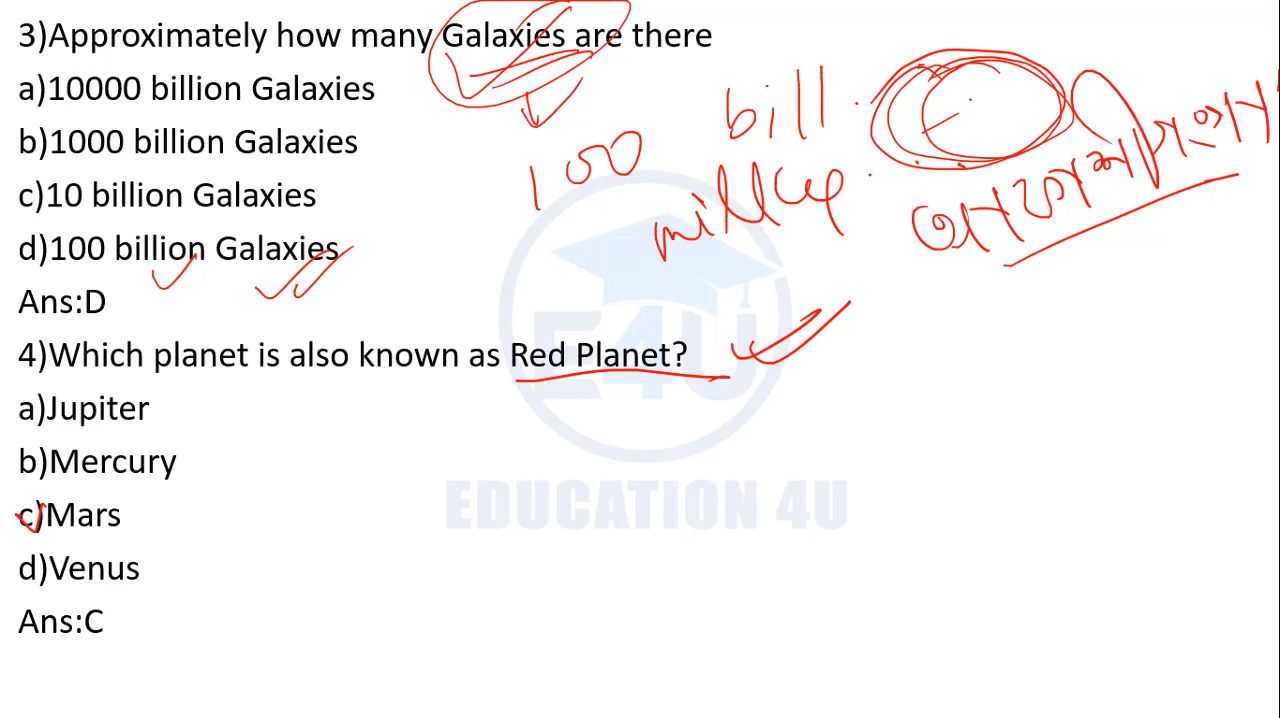 3)Approximately how many Galaxies are there
a)10000 billion Galaxies
b)1000 billion Galaxies
c)10 billion Galaxies
d)100 billion Galaxies
Ans:D
100
bill
4)Which planet is also known as Red Planet?
a)Jupiter
b)Mercury
c)Mars
d)Venus
Ans:C
E4U
EDUCATION 4U